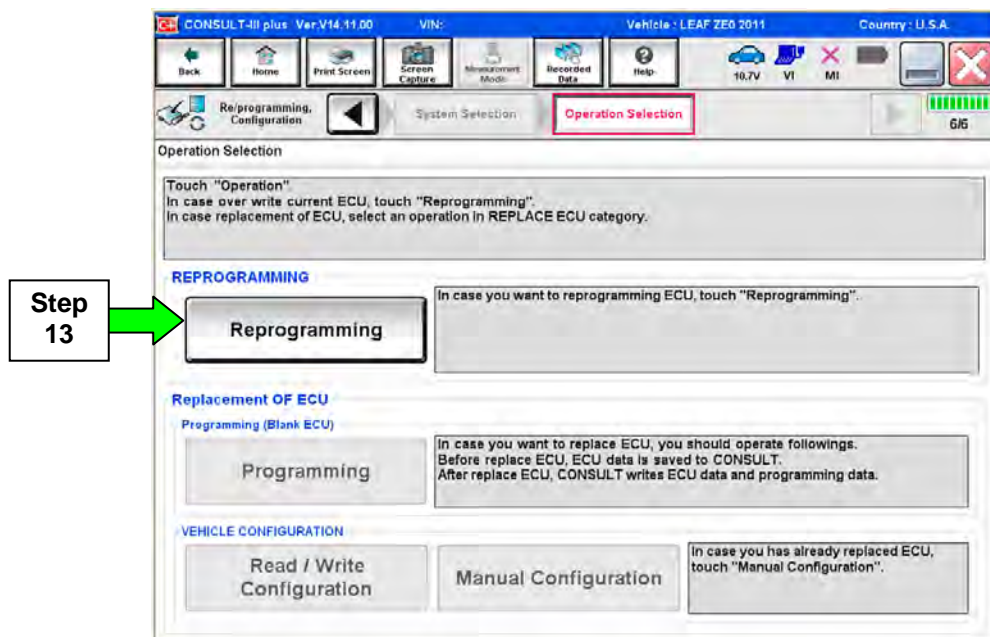 C+ CONSULT-III plus Ver.V14.11.00 VIN: Vehicle : LEAF ZE0 2011 Country : U.S.A.
Back Home Print Screen Screen Capture Measurement Mode Recorded Data Help 10.7V VI MI
Re/programming, Configuration System Selection Operation Selection 6/6
Operation Selection
Touch "Operation".
In case over write current ECU, touch "Reprogramming".
In case replacement of ECU, select an operation in REPLACE ECU category.
REPROGRAMMING
Step
13
Reprogramming
In case you want to reprogramming ECU, touch "Reprogramming".
Replacement OF ECU
Programming (Blank ECU)
Programming
In case you want to replace ECU, you should operate followings.
Before replace ECU, ECU data is saved to CONSULT.
After replace ECU, CONSULT writes ECU data and programming data.
VEHICLE CONFIGURATION
Read / Write
Configuration
Manual Configuration
In case you has already replaced ECU,
touch "Manual Configuration".